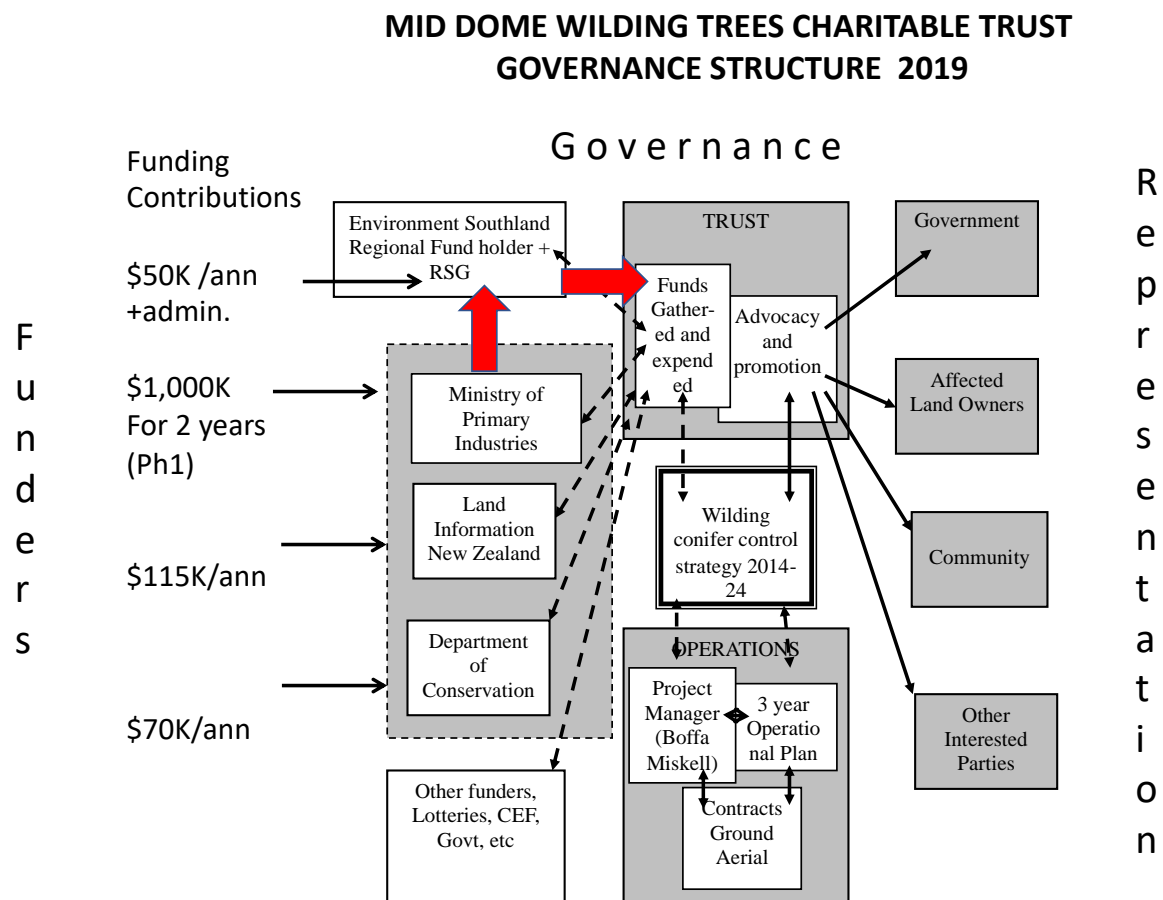 MID DOME WILDING TREES CHARITABLE TRUST
GOVERNANCE STRUCTURE 2019
Governance
Funders
Funding
Contributions
$50K /ann
+admin.
$1,000K
For 2 years
(Ph1)
$115K/ann
$70K/ann
Environment Southland
Regional Fund holder +
RSG
Ministry of
Primary
Industries
Land
Information
New Zealand
Department
of
Conservation
Other funders,
Lotteries, CEF,
Govt, etc
TRUST
Funds
Gather-
ed and
expend
ed
Advocacy
and
promotion
Wilding
conifer control
strategy 2014-
24
OPERATIONS
Project
Manager
(Boffa
Miskell)
3 year
Operatio
nal Plan
Contracts
Ground
Aerial
Government
Affected
Land Owners
Community
Other
Interested
Parties
Representation